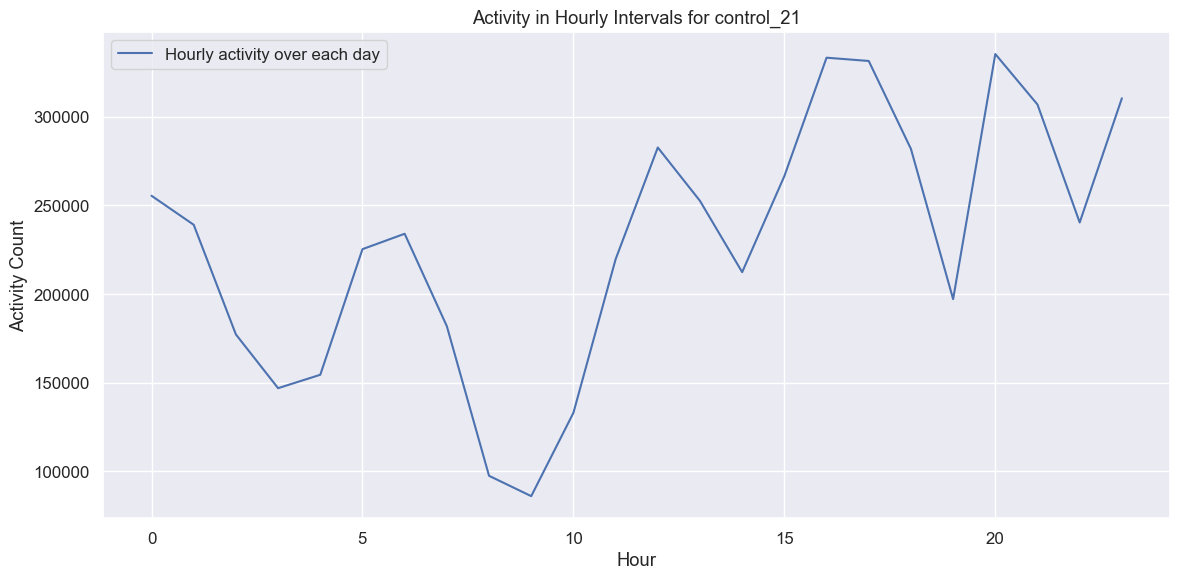 Activity in Hourly Intervals for control_21
Hourly activity over each day
Activity Count
300000
250000
200000
150000
100000
0 5 10 15 20
Hour